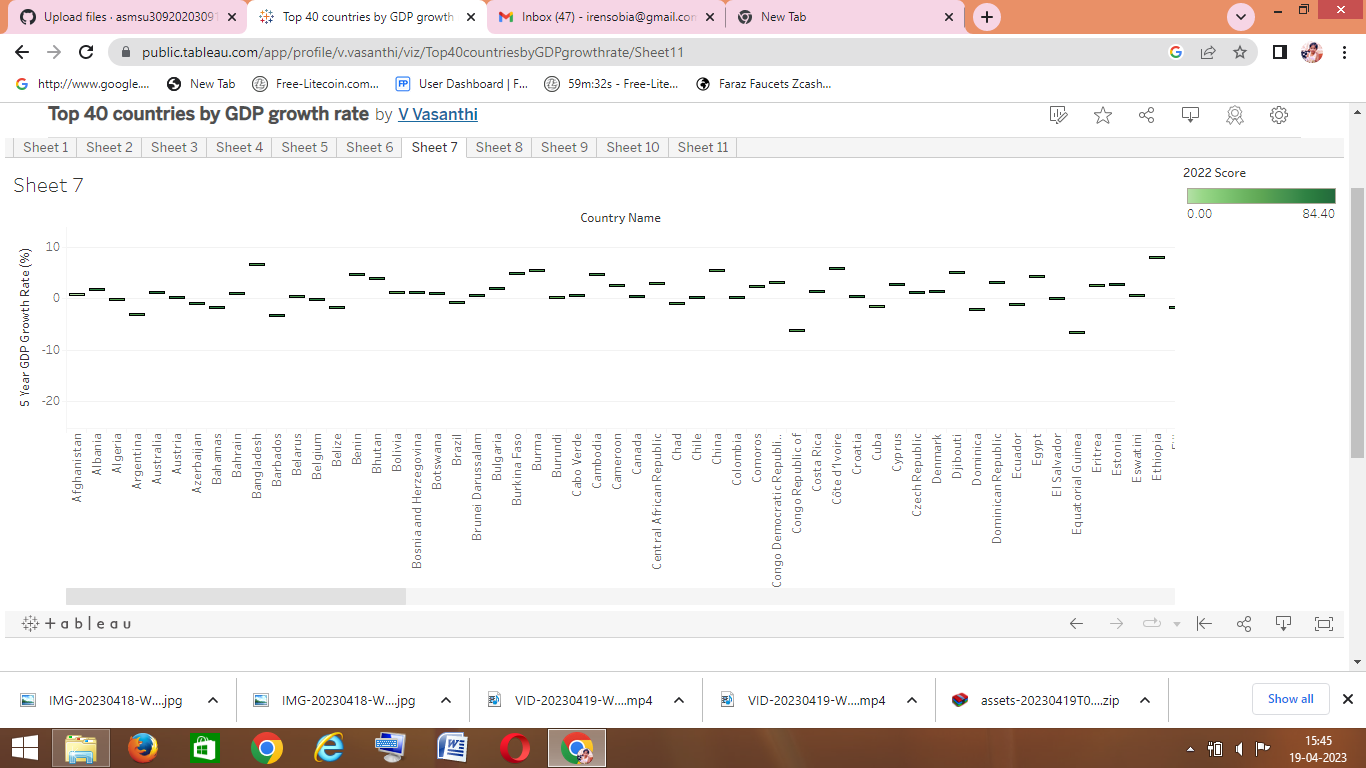 Upload files · asmsu30920203091
Top 40 countries by GDP growth
Inbox (47) - irensobia@gmail.con
New Tab
public.tableau.com/app/profile/v.vasanthi/viz/Top40countriesbyGDPgrowthrate/Sheet11
http://www.google....
New Tab
Free-Litecoin.com...
User Dashboard | F...
59m:32s - Free-Lite...
Faraz Faucets Zcash...
Top 40 countries by GDP growth rate by V Vasanthi
Sheet 1
Sheet 2
Sheet 3
Sheet 4
Sheet 5
Sheet 6
Sheet 7
Sheet 8
Sheet 9
Sheet 10
Sheet 11
Sheet 7
2022 Score
0.00
84.40
Country Name
5 Year GDP Growth Rate (%)
10
0
-10
-20
Afghanistan
Albania
Algeria
Argentina
Australia
Austria
Azerbaijan
Bahamas
Bahrain
Bangladesh
Barbados
Belarus
Belgium
Belize
Benin
Bhutan
Bolivia
Bosnia and Herzegovina
Botswana
Brazil
Brunei Darussalam
Bulgaria
Burkina Faso
Burma
Burundi
Cabo Verde
Cambodia
Cameroon
Canada
Central African Republic
Chad
Chile
China
Colombia
Comoros
Congo Democratic Republi..
Congo Republic of
Costa Rica
Côte d'Ivoire
Croatia
Cuba
Cyprus
Czech Republic
Denmark
Djibouti
Dominica
Dominican Republic
Ecuador
Egypt
El Salvador
Equatorial Guinea
Eritrea
Estonia
Eswatini
Ethiopia
+ a b l e a u
IMG-20230418-W....jpg
IMG-20230418-W....jpg
VID-20230419-W....mp4
VID-20230419-W....mp4
assets-20230419T0....zip
Show all
15:45
19-04-2023